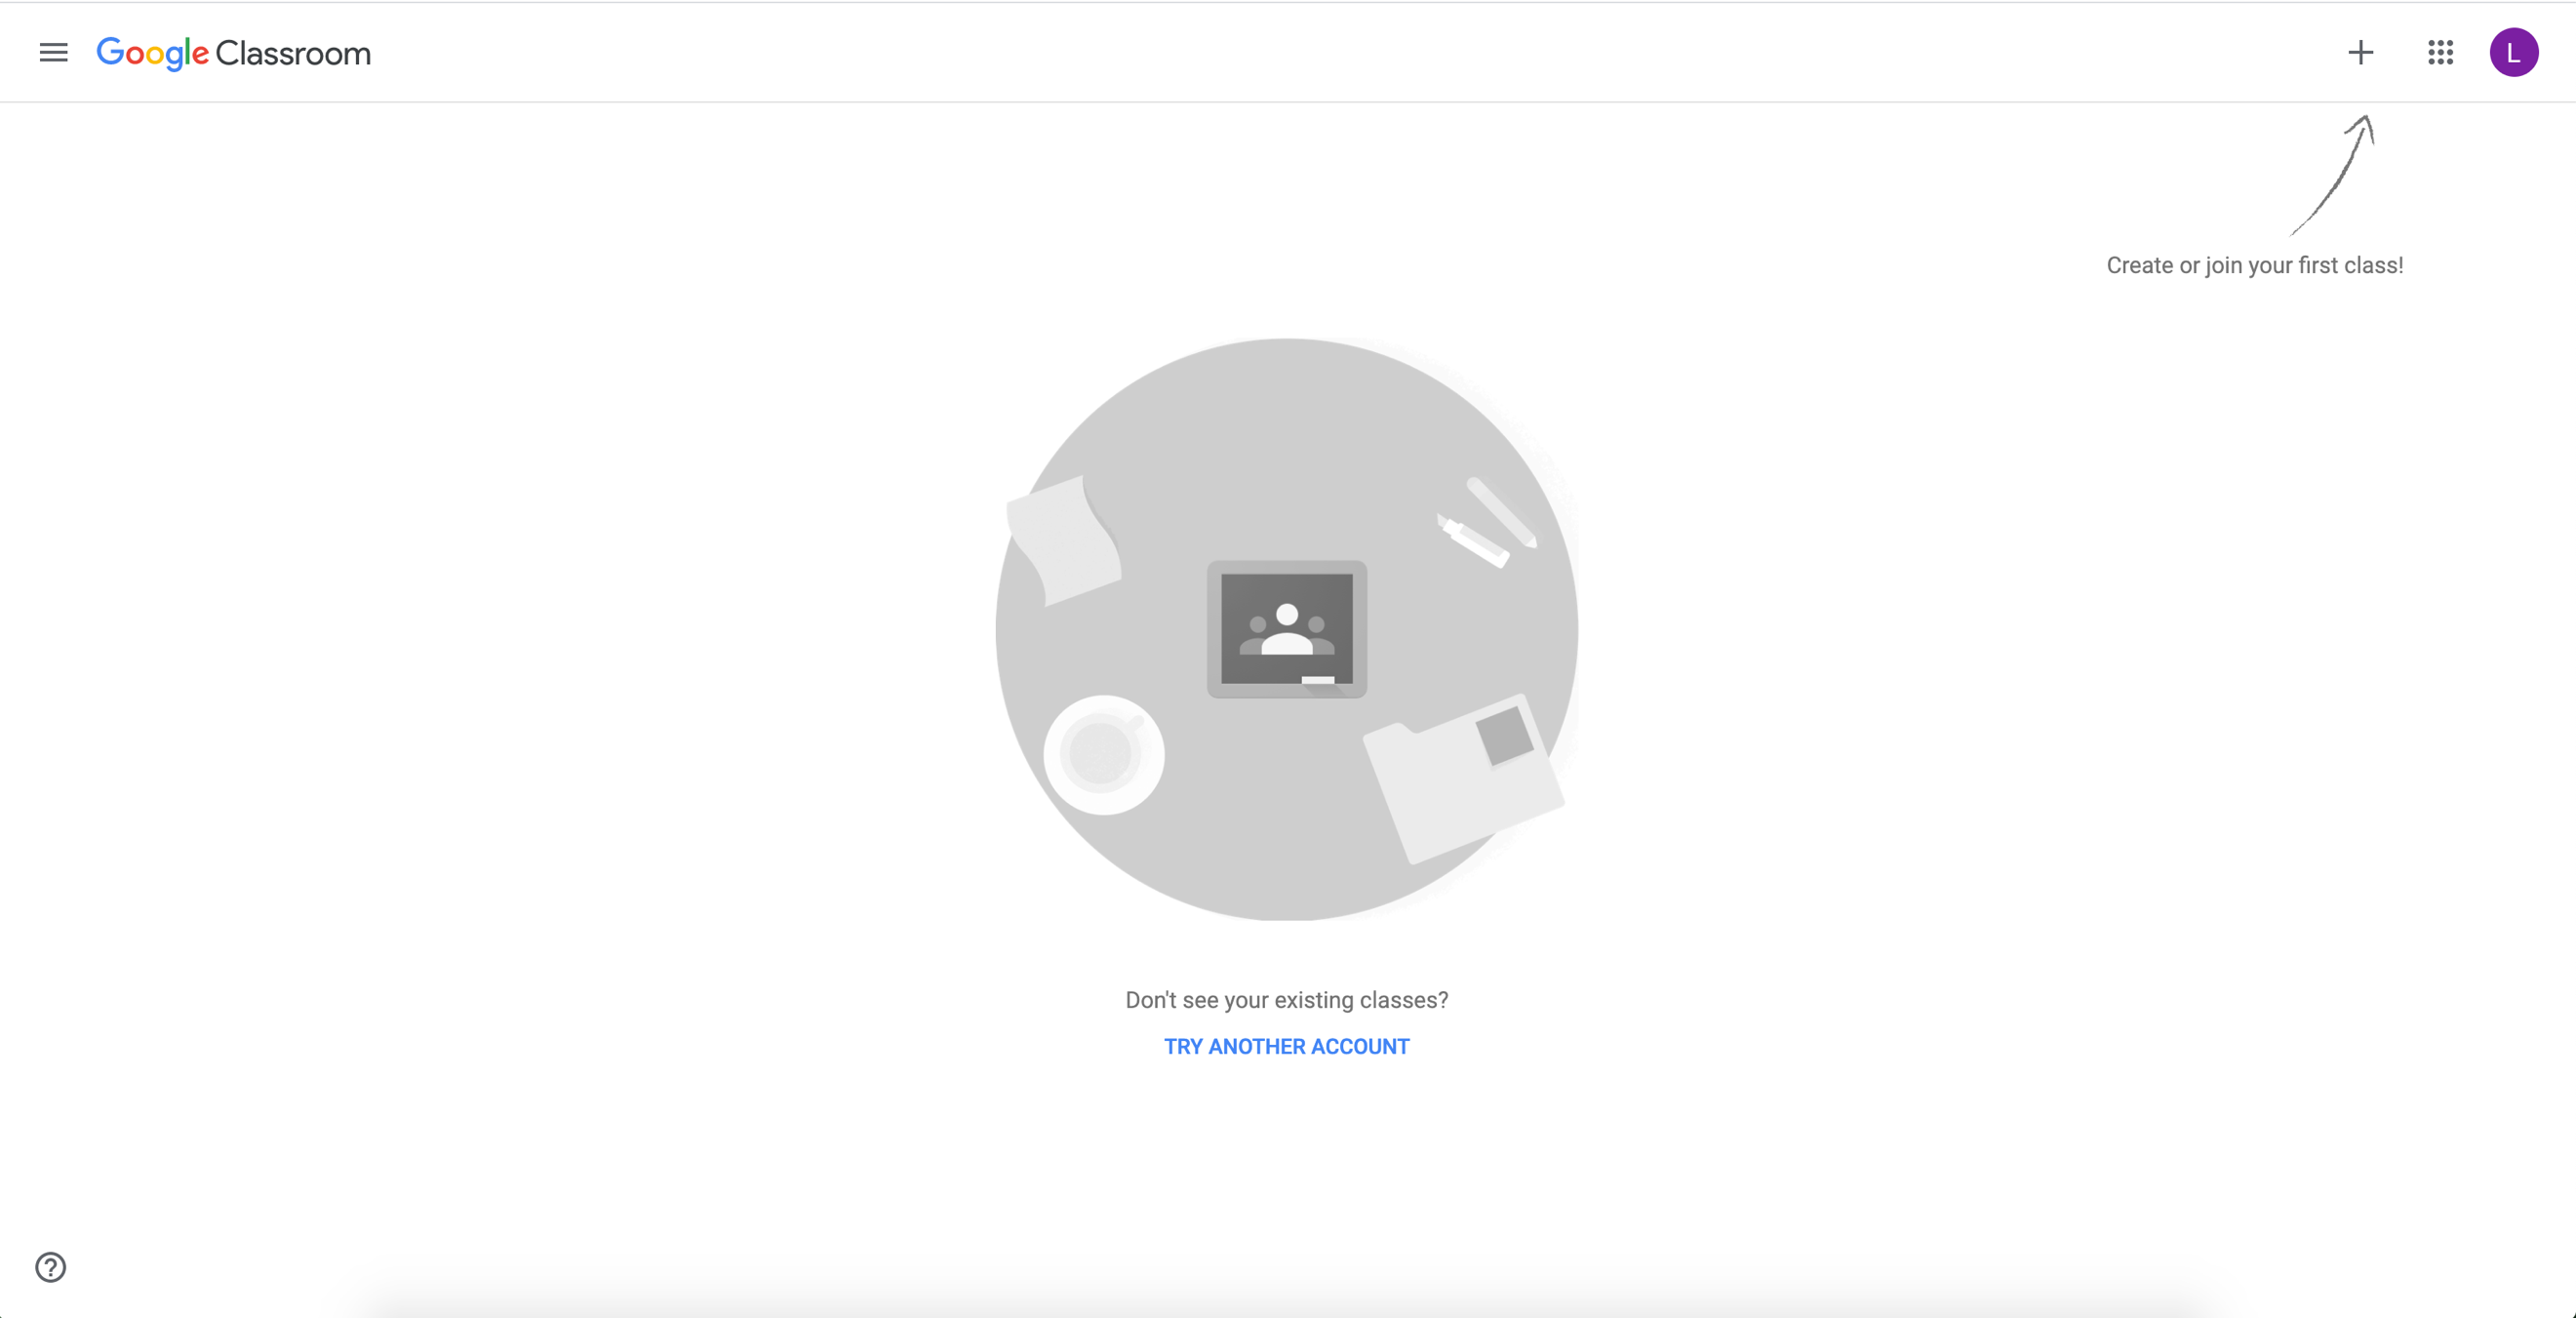 Google Classroom
L
Create or join your first class!
Don't see your existing classes?
TRY ANOTHER ACCOUNT